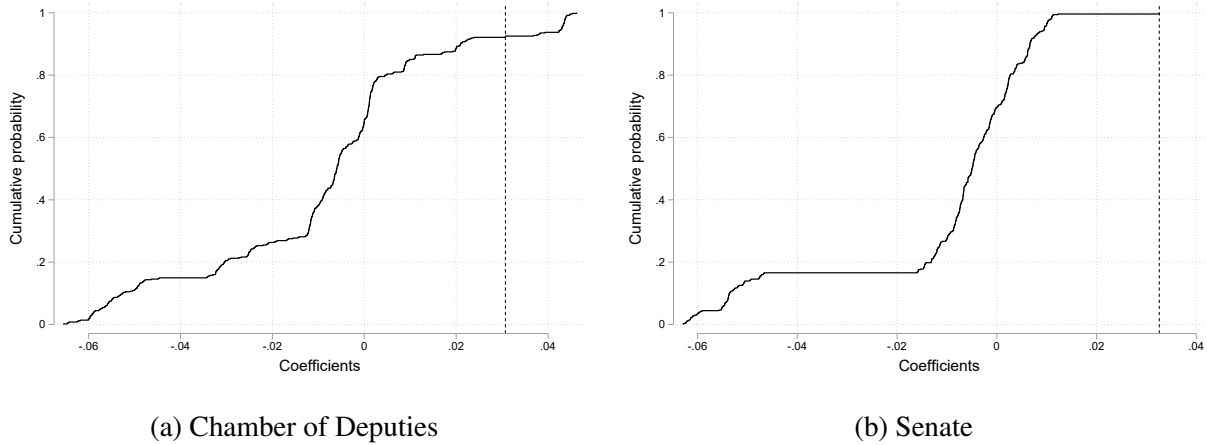 1
.8
.6
.4
.2
0
Cumulative probability
-.06 -.04 -.02 0 .02 .04
Coefficients
(a) Chamber of Deputies
1
.8
.6
.4
.2
0
Cumulative probability
-.06 -.04 -.02 0 .02 .04
Coefficients
(b) Senate